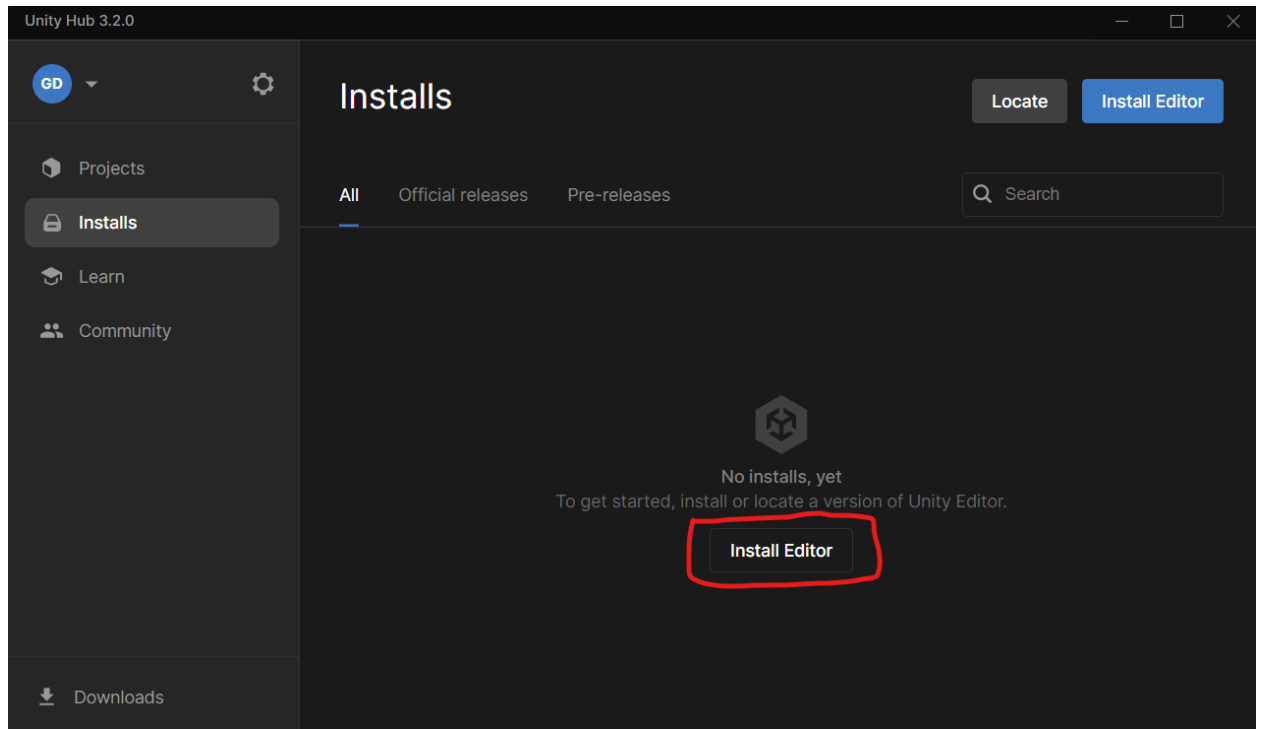 Unity Hub 3.2.0
GD
Projects
Installs
Learn
Community
Downloads
Installs
Locate
Install Editor
All
Official releases
Pre-releases
Search
No installs, yet
To get started, install or locate a version of Unity Editor.
Install Editor